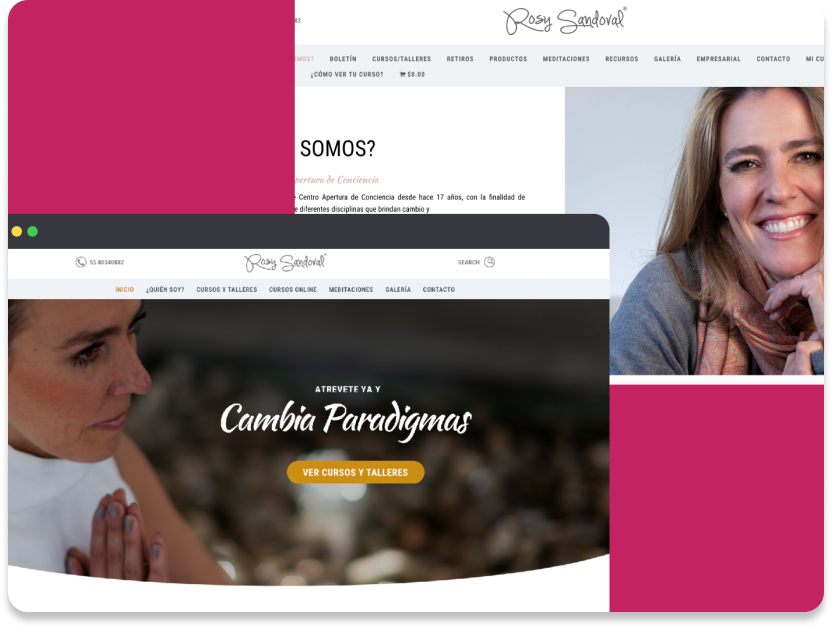 Rosy Sandoval®
BOLETÍN CURSOS/TALLERES RETIROS PRODUCTOS MEDITACIONES RECURSOS GALERÍA EMPRESARIAL CONTACTO MI CU
¿CÓMO VER TU CURSO? $0.00
SOMOS?
pertura de Conciencia
Centro Apertura de Conciencia desde hace 17 años, con la finalidad de
e diferentes disciplinas que brindan cambio y
55 80340882
Rosy Sandoval
SEARCH
INICIO ¿QUIÉN SOY? CURSOS Y TALLERES CURSOS ONLINE MEDITACIONES GALERÍA CONTACTO
ATREVETE YA Y
Cambia Paradigmas
VER CURSOS Y TALLERES